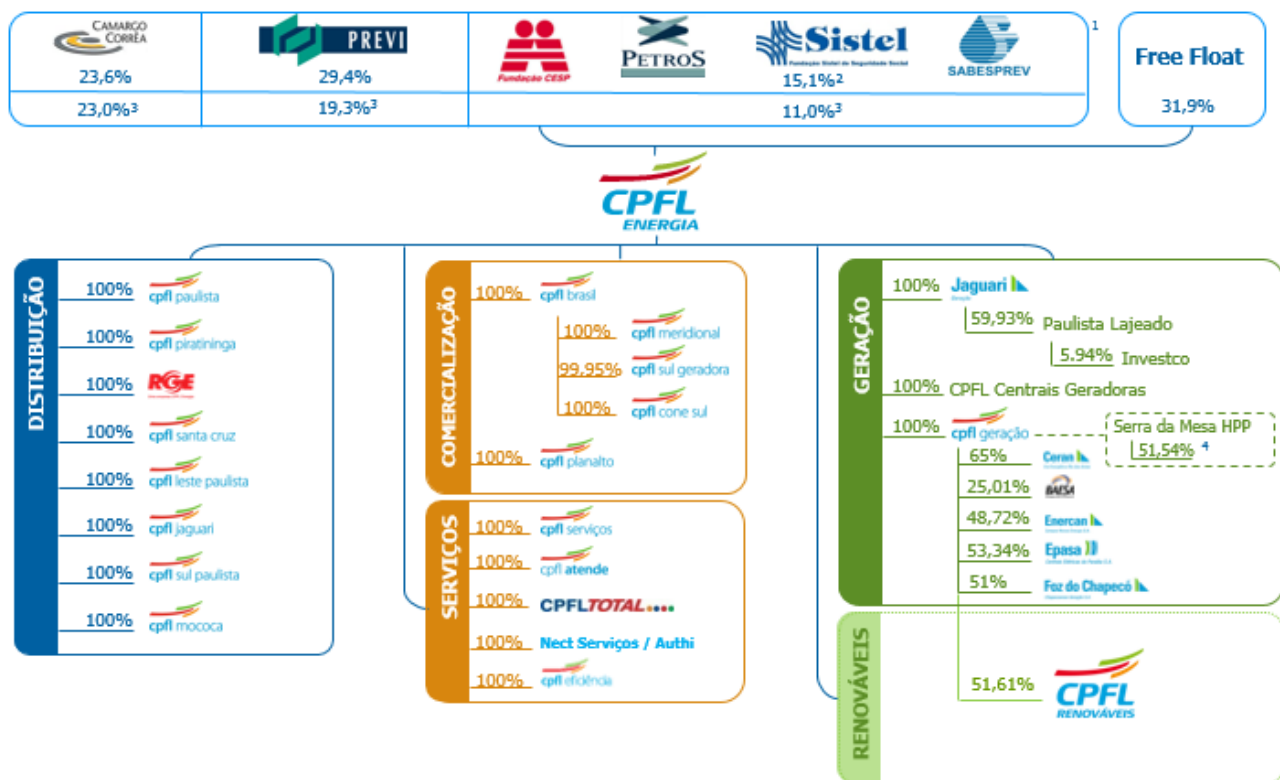 CAMARGO CORRÊA
23,6%
23,0%³
PREVI
29,4%
19,3%³
Fundação CESP
PETROS
Sistel
Fundação Sistel de Seguridade Social
SABESPREV
15,1%²
11,0%³
1
Free Float
31,9%
CPFL
ENERGIA
DISTRIBUIÇÃO
100% cpfl paulista
100% cpfl piratininga
100% RGE
100% cpfl santa cruz
100% cpfl leste paulista
100% cpfl jaguari
100% cpfl sul paulista
100% cpfl mococa
COMERCIALIZAÇÃO
100% cpfl brasil
100% cpfl meridional
99,95% cpfl sul geradora
100% cpfl cone sul
100% cpfl planalto
SERVIÇOS
100% cpfl serviços
100% cpfl atende
100% CPFLTOTAL
100% Nect Serviços / Authi
100% cpfl eficiência
GERAÇÃO
100% Jaguari
Geração
59,93% Paulista Lajeado
5.94% Investco
100% CPFL Centrais Geradoras
100% cpfl geração
Serra da Mesa HPP
51,54% ⁴
65% Ceran
25,01% BAESA
48,72% Enercan
53,34% Epasa
51% Foz do Chapecó
RENOVÁVEIS
51,61% CPFL
RENOVÁVEIS